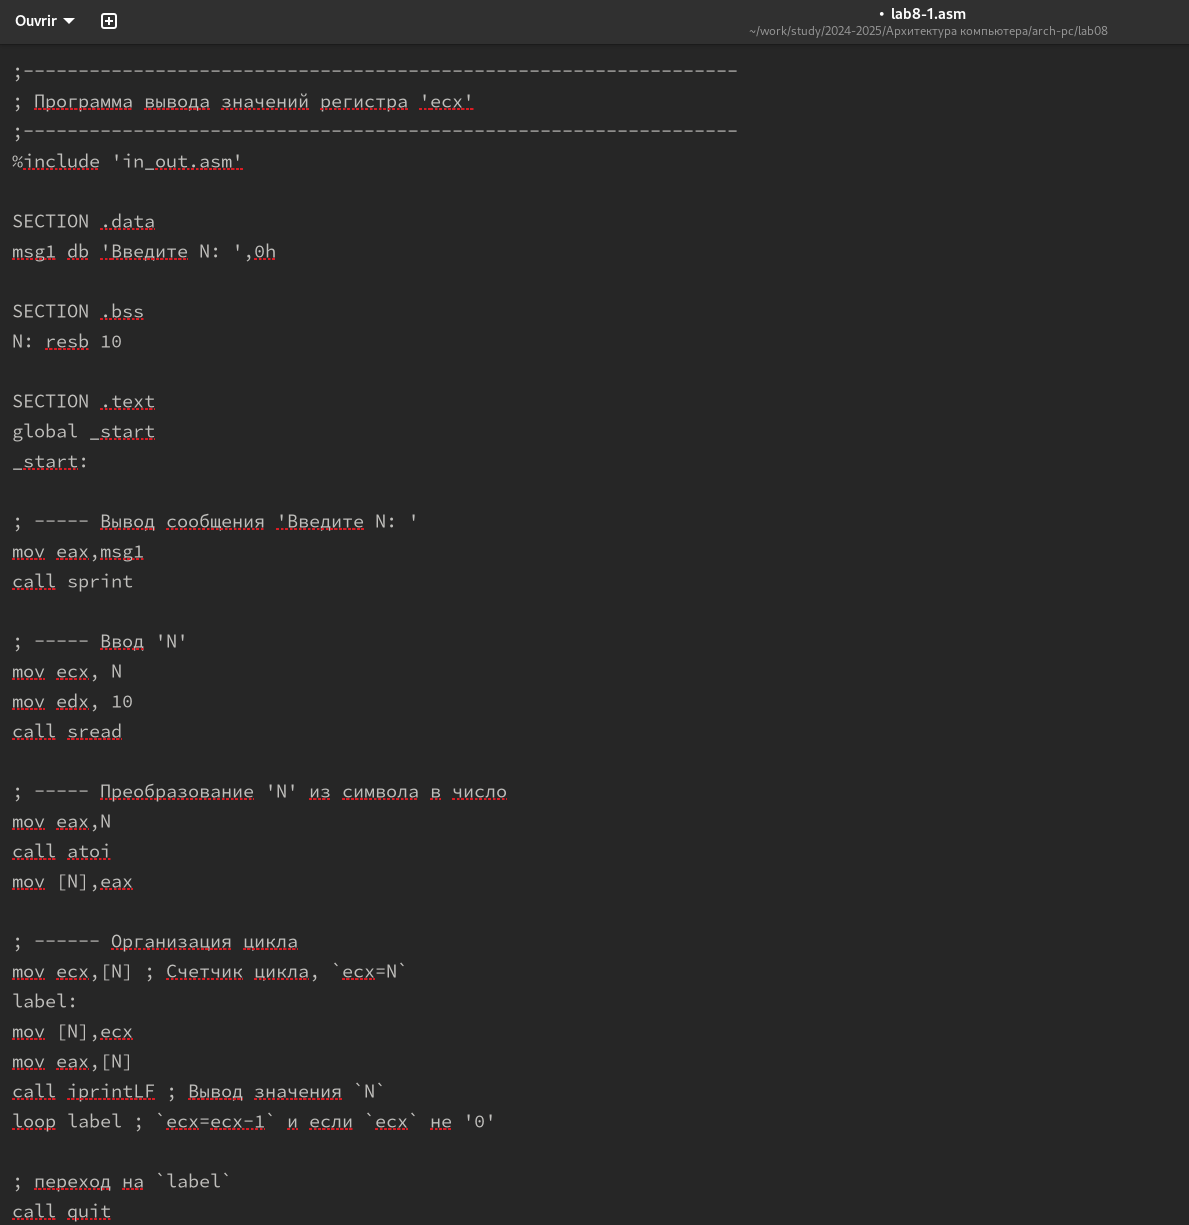 Ouvrir
• lab8-1.asm
~/work/study/2024-2025/Архитектура компьютера/arch-pc/lab08
;-----------------------------------------------------------------
; Программа вывода значений регистра 'ecx'
;-----------------------------------------------------------------
%include 'in_out.asm'
SECTION .data
msg1 db 'Введите N: ',0h
SECTION .bss
N: resb 10
SECTION .text
global _start
_start:
; ----- Вывод сообщения 'Введите N: '
mov eax,msg1
call sprint
; ----- Ввод 'N'
mov ecx, N
mov edx, 10
call sread
; ----- Преобразование 'N' из символа в число
mov eax,N
call atoi
mov [N],eax
; ------ Организация цикла
mov ecx,[N] ; Счетчик цикла, `ecx=N`
label:
mov [N],ecx
mov eax,[N]
call iprintLF ; Вывод значения `N`
loop label ; `ecx=ecx-1` и если `ecx` не '0'
; переход на `label`
call quit